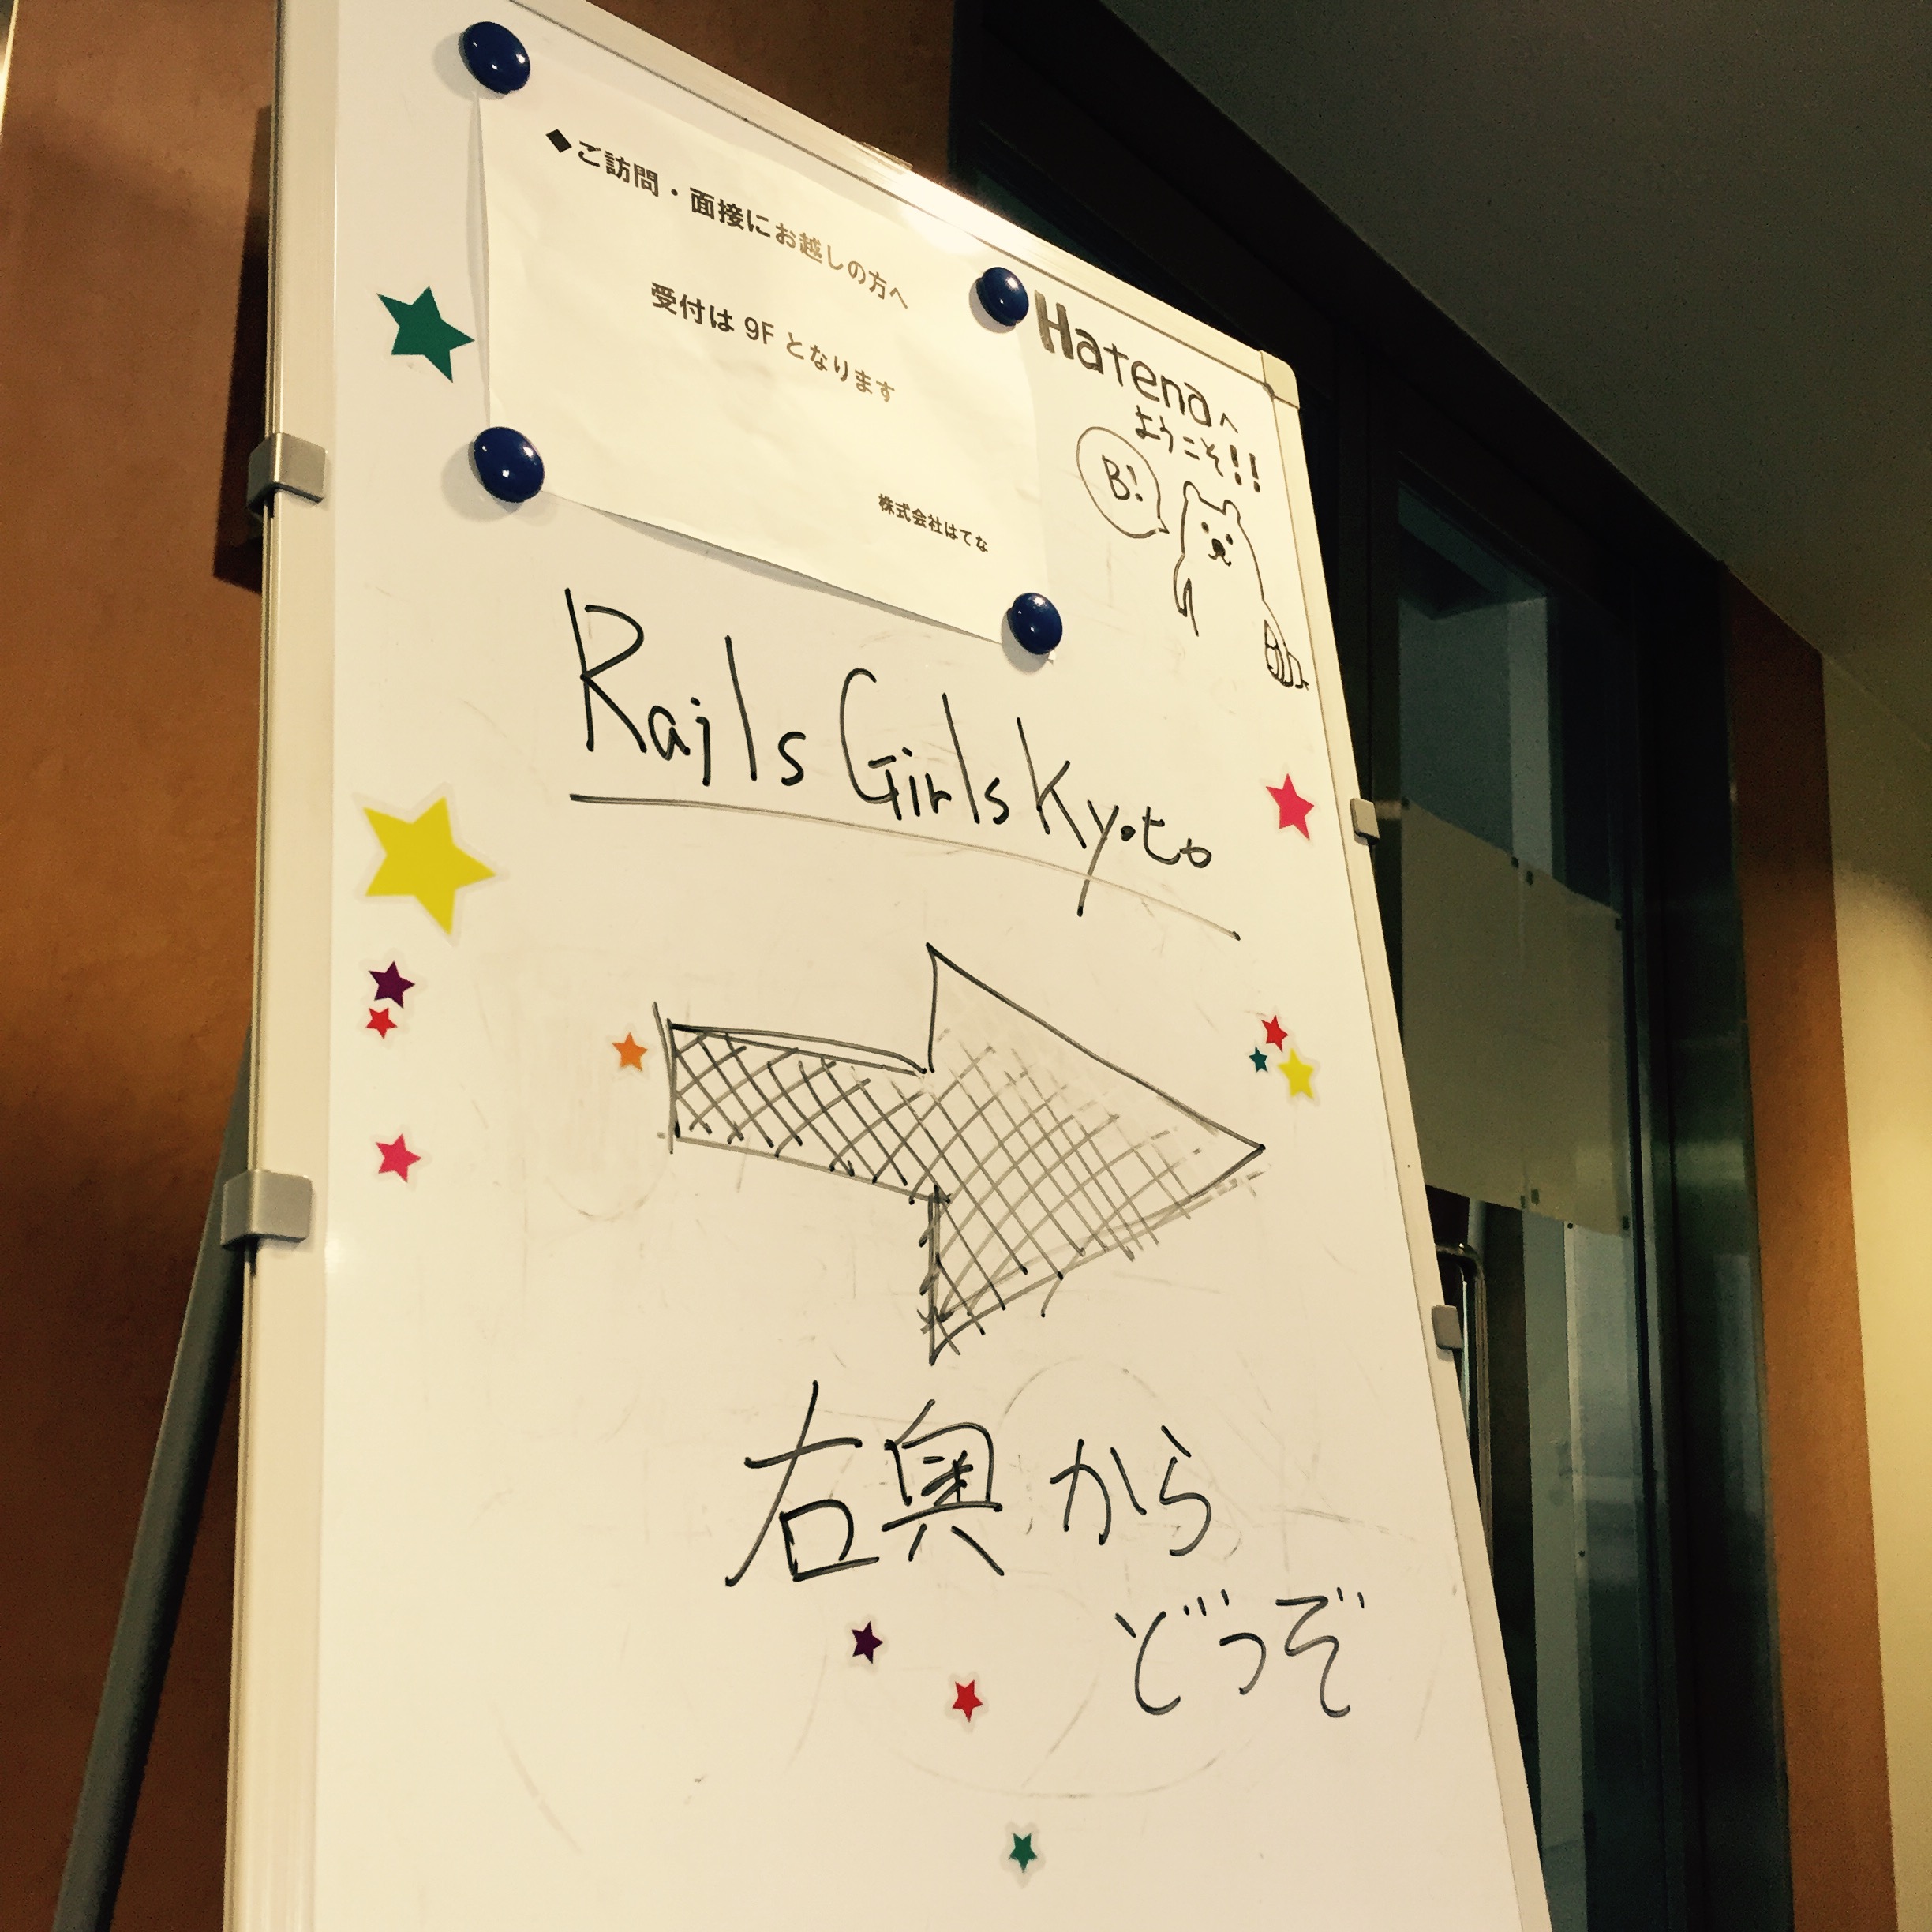 ◆ご訪問・面接にお越しの方へ
受付は 9F となります
株式会社はてな
Hatenaへ
ようこそ!!
B!
Rails Girls Kyoto
右奥から
どうぞ